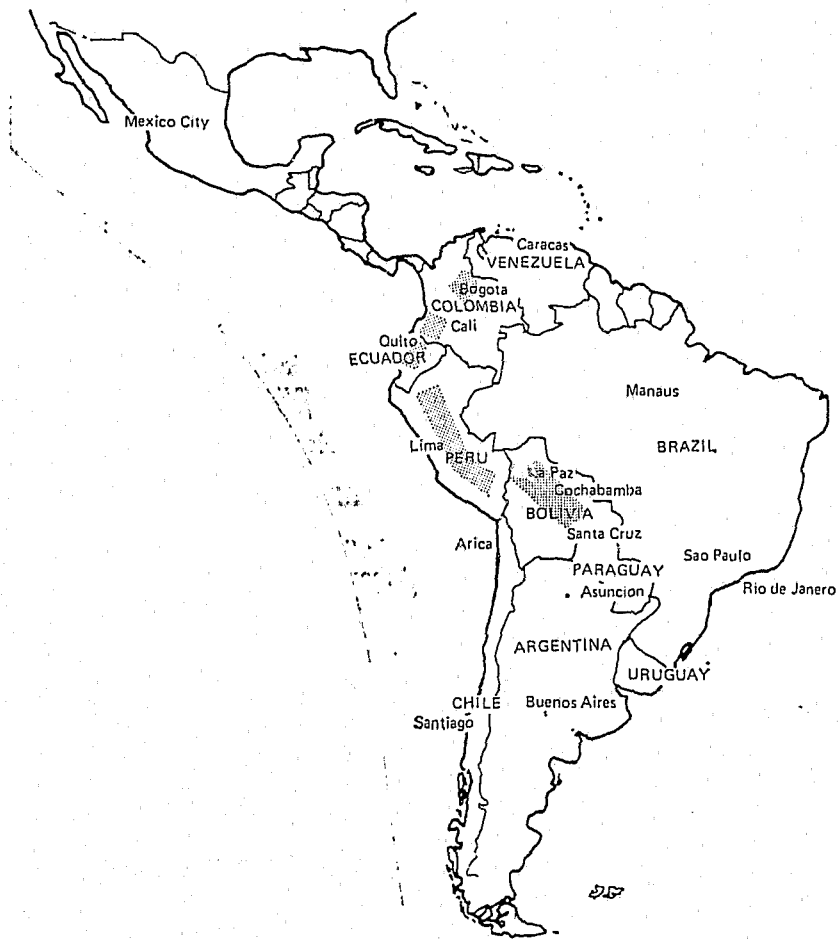 Mexico City
Caracas
VENEZUELA
Bogota
COLOMBIA
Cali
Quito
ECUADOR
Manaus
Lima
PERU
BRAZIL
La Paz
Cochabamba
BOLIVIA
Santa Cruz
Arica
Sao Paulo
PARAGUAY
Asuncion
Rio de Janero
ARGENTINA
URUGUAY
CHILE
Buenos Aires
Santiago